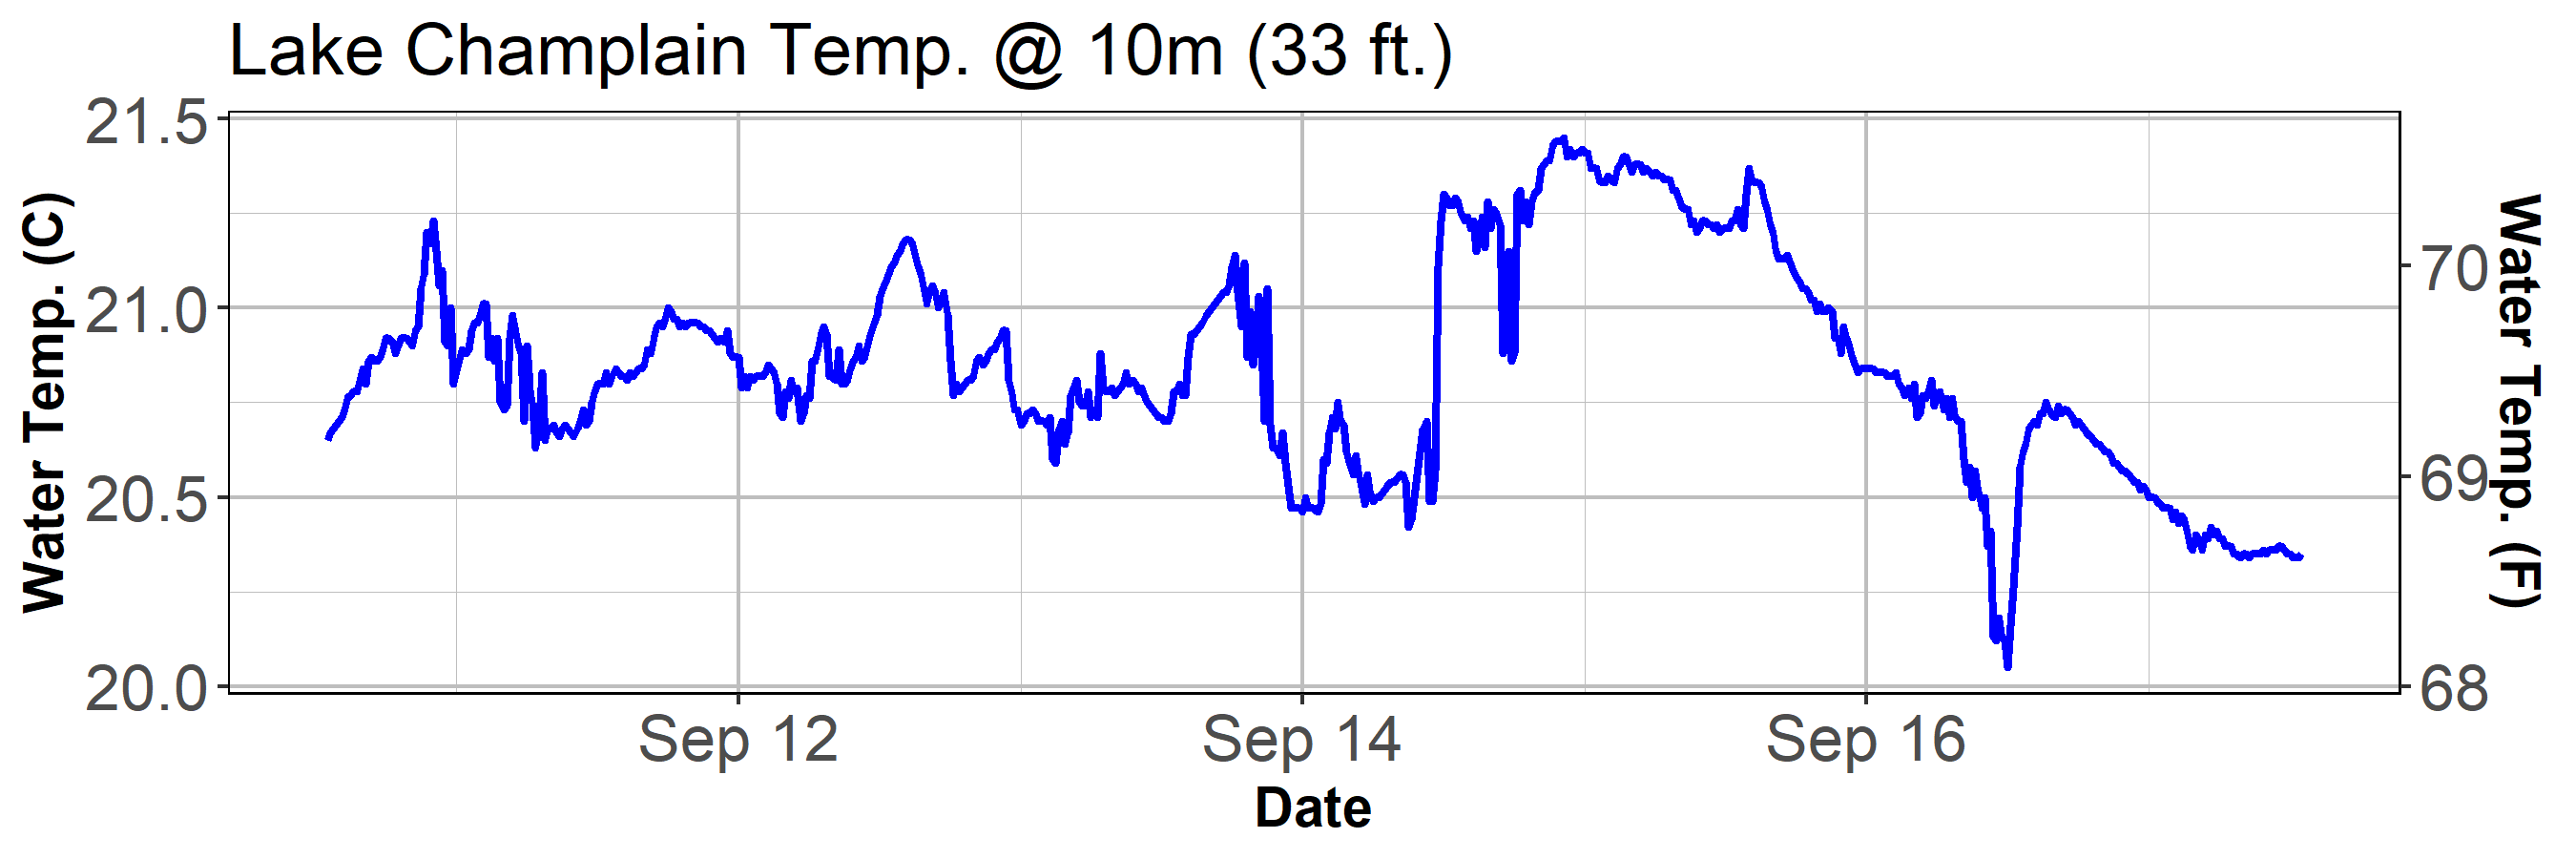 Lake Champlain Temp. @ 10m (33 ft.)
21.5
21.0
20.5
20.0
Water Temp. (C)
70
69
68
Water Temp. (F)
Sep 12
Sep 14
Sep 16
Date